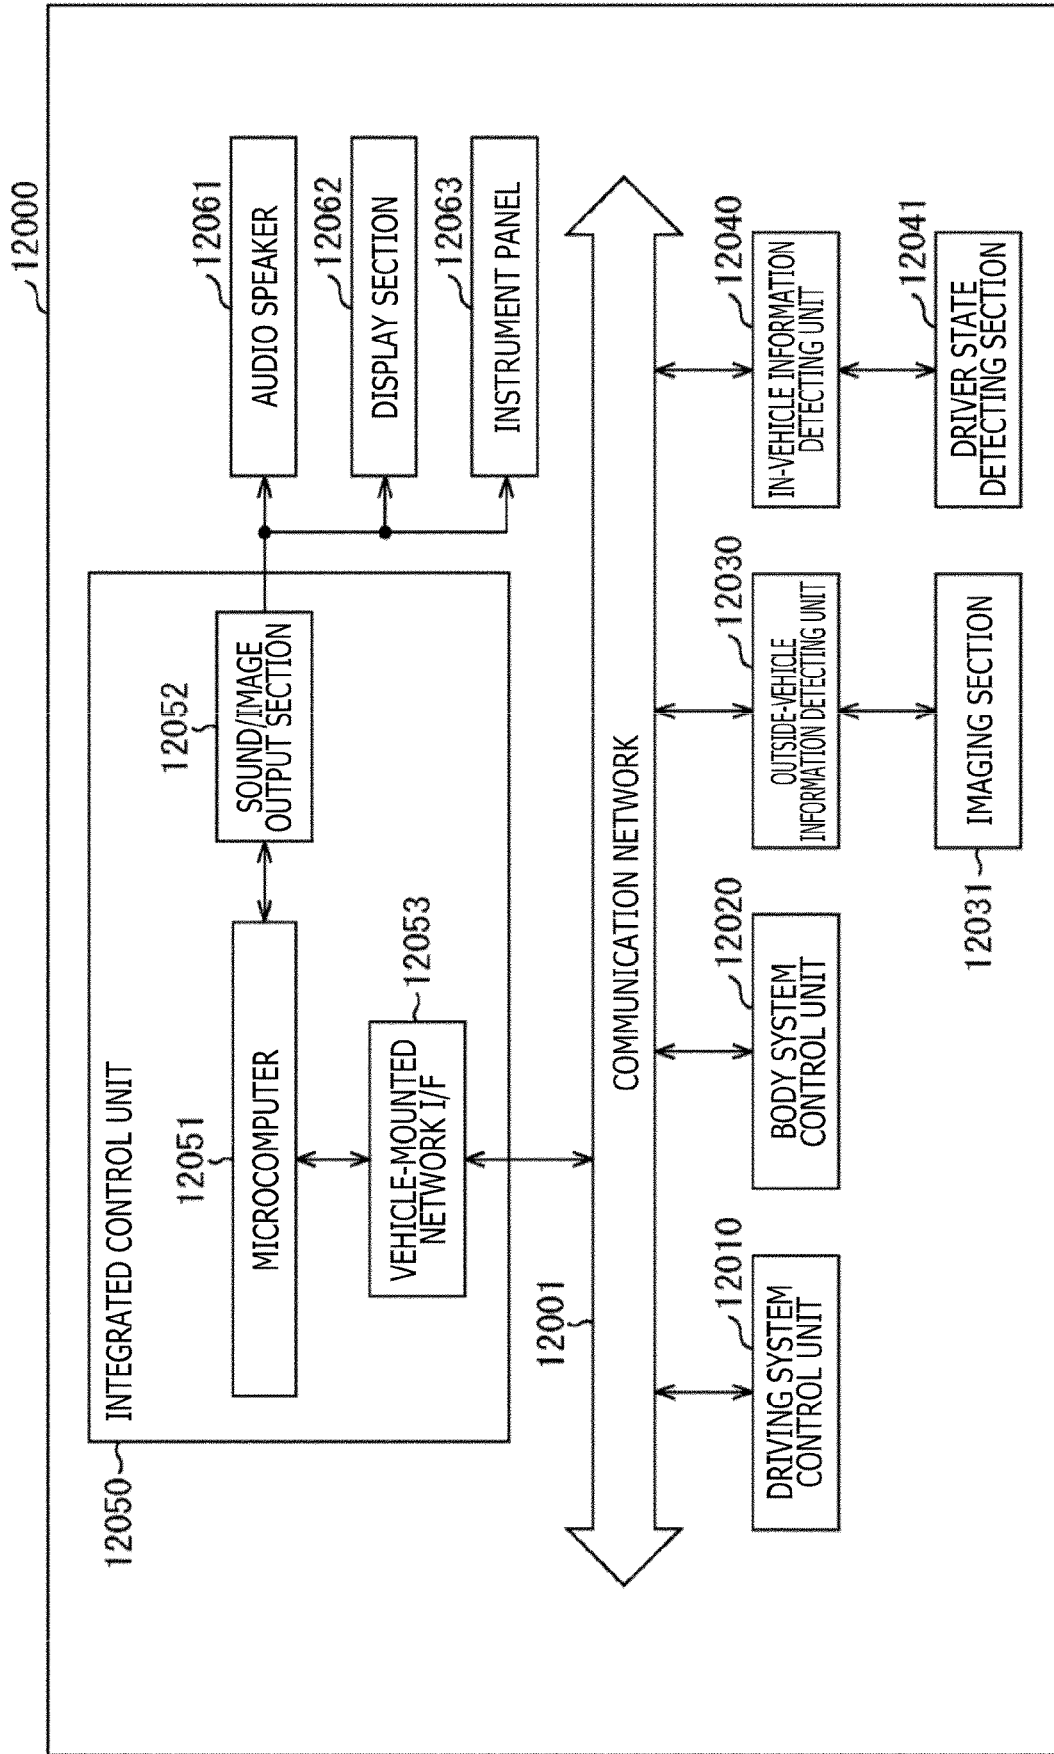 12000
12050
INTEGRATED CONTROL UNIT
12051
MICROCOMPUTER
12052
SOUND/IMAGE
OUTPUT SECTION
12053
VEHICLE-MOUNTED
NETWORK I/F
12061
AUDIO SPEAKER
12062
DISPLAY SECTION
12063
INSTRUMENT PANEL
12001
COMMUNICATION NETWORK
12010
DRIVING SYSTEM
CONTROL UNIT
12020
BODY SYSTEM
CONTROL UNIT
12030
OUTSIDE-VEHICLE
INFORMATION DETECTING UNIT
12040
IN-VEHICLE INFORMATION
DETECTING UNIT
12031
IMAGING SECTION
12041
DRIVER STATE
DETECTING SECTION